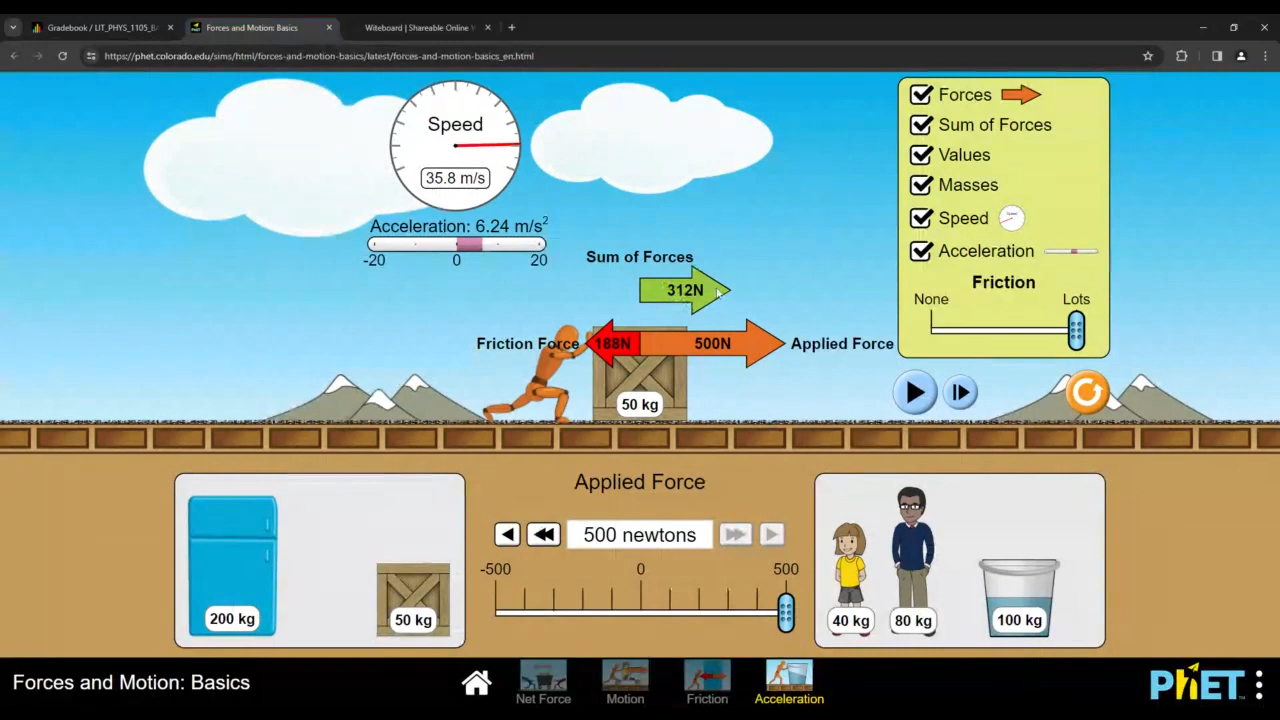 Gradebook / LIT_PHYS_1105_B
Forces and Motion: Basics
Witeboard | Shareable Online
https://phet.colorado.edu/sims/html/forces-and-motion-basics/latest/forces-and-motion-basics_en.html
Speed
35.8 m/s
Acceleration: 6.24 m/s²
-20 0 20
Sum of Forces
312N
Friction Force
188N
500N
Applied Force
50 kg
Forces
Sum of Forces
Values
Masses
Speed
Acceleration
Friction
None Lots
200 kg
50 kg
Applied Force
500 newtons
-500 0 500
40 kg
80 kg
100 kg
Forces and Motion: Basics
Net Force
Motion
Friction
Acceleration
PhET